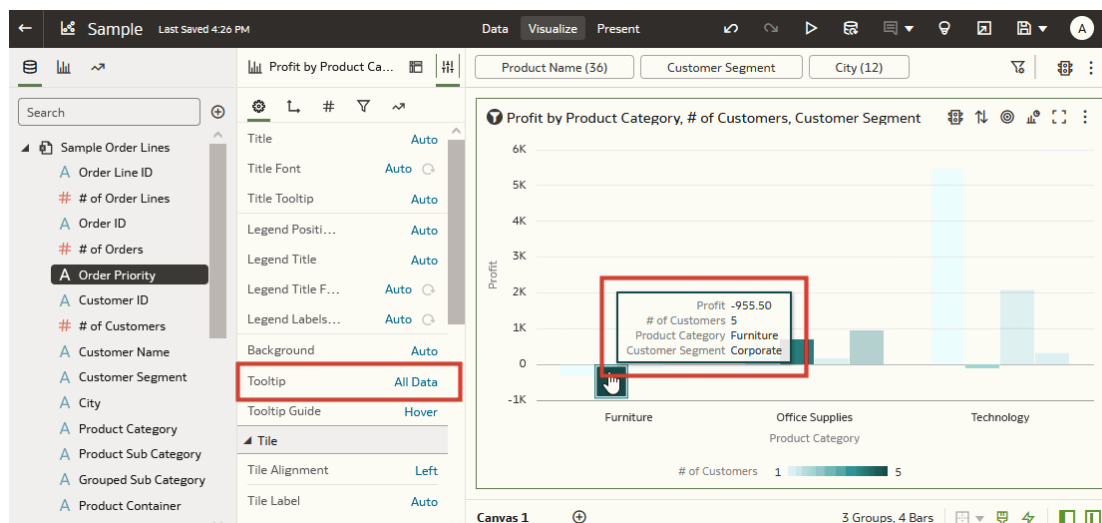 Sample Last Saved 4:26 PM
Data Visualize Present
A
Profit by Product Ca...
Product Name (36) Customer Segment City (12)
Search
Sample Order Lines
A Order Line ID
# # of Order Lines
A Order ID
# # of Orders
A Order Priority
A Customer ID
# # of Customers
A Customer Name
A Customer Segment
A City
A Product Category
A Product Sub Category
A Grouped Sub Category
A Product Container
#
Title Auto
Title Font Auto
Title Tooltip Auto
Legend Positi... Auto
Legend Title Auto
Legend Title F... Auto
Legend Labels... Auto
Background Auto
Tooltip All Data
Tooltip Guide Hover
Tile
Tile Alignment Left
Tile Label Auto
Profit by Product Category, # of Customers, Customer Segment
6K
5K
4K
3K
2K
1K
0
-1K
Profit
Profit -955.50
# of Customers 5
Product Category Furniture
Customer Segment Corporate
Furniture Office Supplies Technology
Product Category
# of Customers 1 5
Canvas 1 3 Groups, 4 Bars